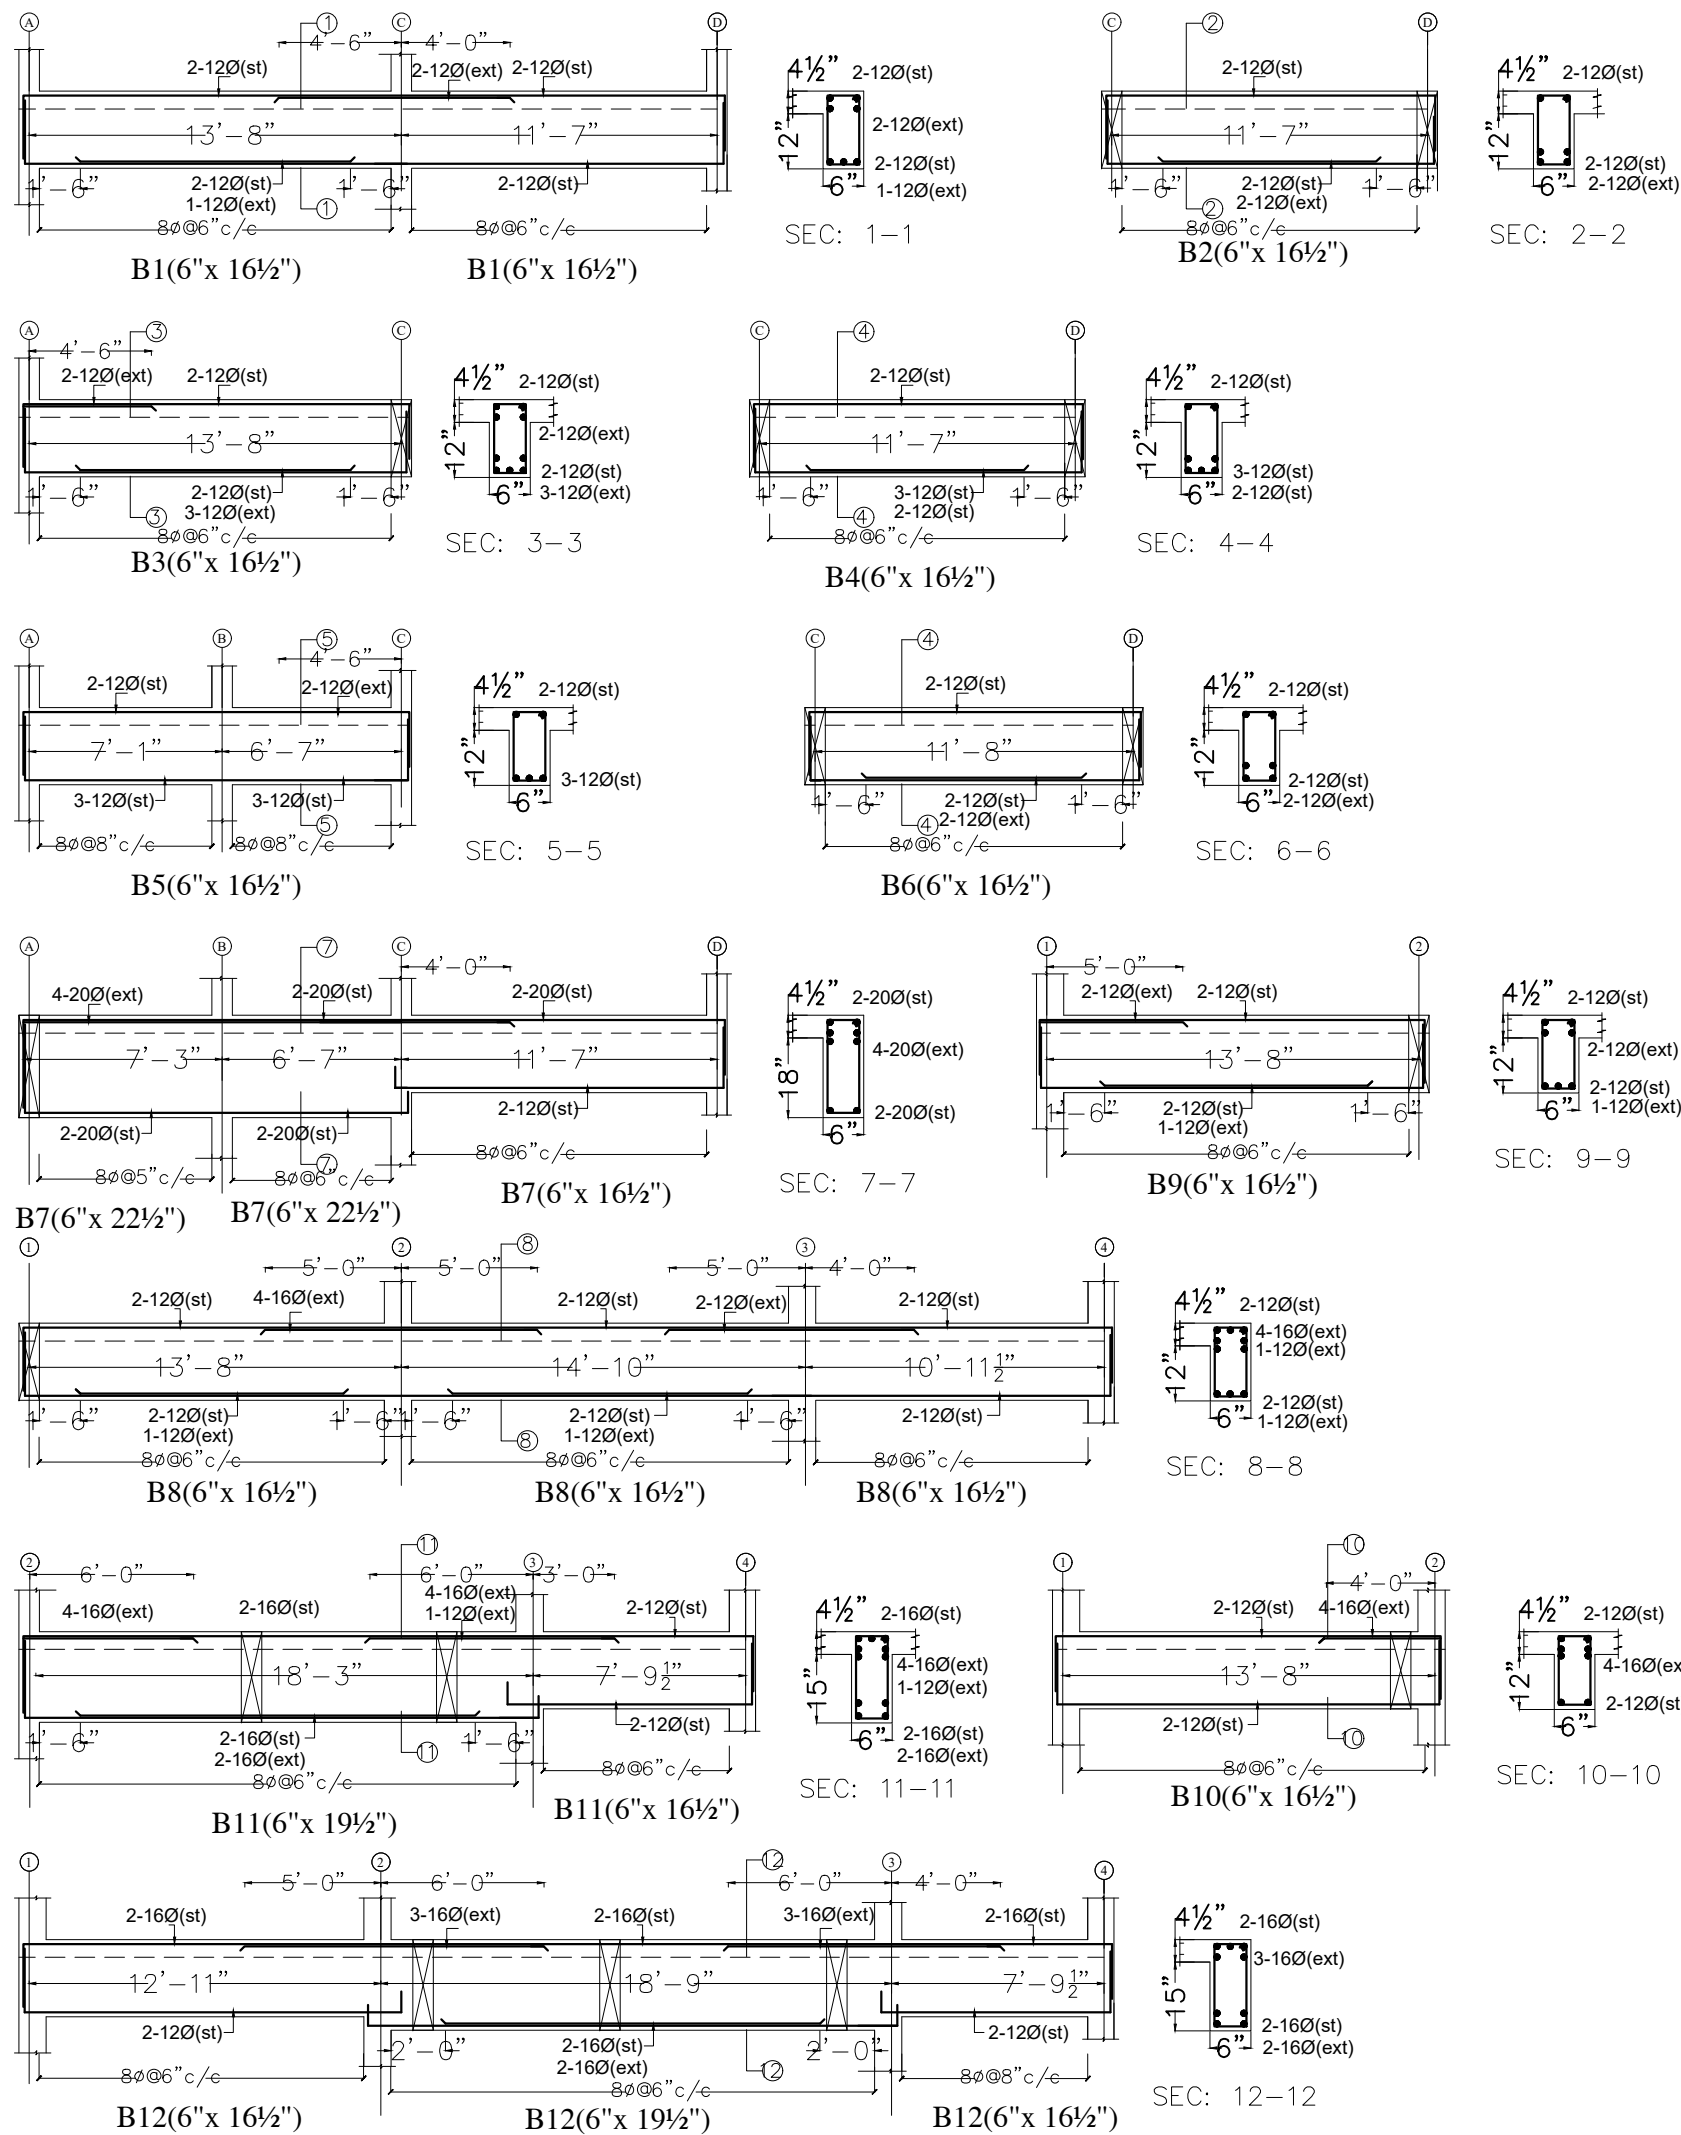 A
1
C
D
C
2
D
4'-6"
4'-0"
2-12Ø(st)
2-12Ø(ext)
2-12Ø(st)
4½"
2-12Ø(st)
2-12Ø(st)
4½"
2-12Ø(st)
13'-8"
11'-7"
12"
2-12Ø(ext)
11'-7"
12"
1'-6"
2-12Ø(st)
1-12Ø(ext)
1'-6"
2-12Ø(st)
6"
2-12Ø(st)
1-12Ø(ext)
1'-6"
2-12Ø(st)
2-12Ø(ext)
1'-6"
6"
2-12Ø(st)
2-12Ø(ext)
1
2
8ø@6"c/c
8ø@6"c/c
SEC: 1-1
8ø@6"c/c
SEC: 2-2
B1(6"x 16½")
B1(6"x 16½")
B2(6"x 16½")
A
3
C
C
4
D
4'-6"
2-12Ø(ext)
2-12Ø(st)
4½"
2-12Ø(st)
2-12Ø(st)
4½"
2-12Ø(st)
13'-8"
12"
2-12Ø(ext)
11'-7"
12"
1'-6"
2-12Ø(st)
3-12Ø(ext)
1'-6"
6"
2-12Ø(st)
3-12Ø(ext)
1'-6"
3-12Ø(st)
2-12Ø(st)
1'-6"
6"
3-12Ø(st)
2-12Ø(st)
3
4
8ø@6"c/c
SEC: 3-3
8ø@6"c/c
SEC: 4-4
B3(6"x 16½")
B4(6"x 16½")
A
B
5
C
C
4
D
4'-6"
2-12Ø(st)
2-12Ø(ext)
4½"
2-12Ø(st)
2-12Ø(st)
4½"
2-12Ø(st)
7'-1"
6'-7"
12"
11'-8"
12"
3-12Ø(st)
3-12Ø(st)
6"
3-12Ø(st)
1'-6"
2-12Ø(st)
2-12Ø(ext)
1'-6"
6"
2-12Ø(st)
2-12Ø(ext)
5
4
8ø@8"c/c
8ø@8"c/c
SEC: 5-5
8ø@6"c/c
SEC: 6-6
B5(6"x 16½")
B6(6"x 16½")
A
B
7
C
D
1
2
4'-0"
5'-0"
4-20Ø(ext)
2-20Ø(st)
2-20Ø(st)
4½"
2-20Ø(st)
2-12Ø(ext)
2-12Ø(st)
4½"
2-12Ø(st)
7'-3"
6'-7"
11'-7"
18"
4-20Ø(ext)
13'-8"
12"
2-12Ø(ext)
2-20Ø(st)
2-20Ø(st)
2-12Ø(st)
6"
2-20Ø(st)
1'-6"
2-12Ø(st)
1-12Ø(ext)
1'-6"
6"
2-12Ø(st)
1-12Ø(ext)
7
8ø@5"c/c
8ø@6"c/c
8ø@6"c/c
SEC: 7-7
8ø@6"c/c
SEC: 9-9
B7(6"x 22½")
B7(6"x 22½")
B7(6"x 16½")
B9(6"x 16½")
1
2
8
3
4
5'-0"
5'-0"
5'-0"
4'-0"
2-12Ø(st)
4-16Ø(ext)
2-12Ø(st)
2-12Ø(ext)
2-12Ø(st)
4½"
2-12Ø(st)
4-16Ø(ext)
1-12Ø(ext)
13'-8"
14'-10"
10'-11½"
12"
1'-6"
2-12Ø(st)
1-12Ø(ext)
1'-6"
1'-6"
2-12Ø(st)
1-12Ø(ext)
1'-6"
2-12Ø(st)
6"
2-12Ø(st)
1-12Ø(ext)
8
8ø@6"c/c
8ø@6"c/c
8ø@6"c/c
SEC: 8-8
B8(6"x 16½")
B8(6"x 16½")
B8(6"x 16½")
2
11
3
4
1
10
2
6'-0"
6'-0"
3'-0"
4'-0"
4-16Ø(ext)
2-16Ø(st)
4-16Ø(ext)
1-12Ø(ext)
2-12Ø(st)
4½"
2-16Ø(st)
2-12Ø(st)
4-16Ø(ext)
4½"
2-12Ø(st)
18'-3"
7'-9½"
15"
4-16Ø(ext)
1-12Ø(ext)
13'-8"
12"
4-16Ø(ex
1'-6"
2-16Ø(st)
2-16Ø(ext)
1'-6"
2-12Ø(st)
6"
2-16Ø(st)
2-16Ø(ext)
2-12Ø(st)
6"
2-12Ø(st
11
10
8ø@6"c/c
8ø@6"c/c
SEC: 11-11
8ø@6"c/c
SEC: 10-10
B11(6"x 19½")
B11(6"x 16½")
B10(6"x 16½")
1
2
12
3
4
5'-0"
6'-0"
6'-0"
4'-0"
2-16Ø(st)
3-16Ø(ext)
2-16Ø(st)
3-16Ø(ext)
2-16Ø(st)
4½"
2-16Ø(st)
3-16Ø(ext)
12'-11"
18'-9"
7'-9½"
15"
2-12Ø(st)
2'-0"
2-16Ø(st)
2-16Ø(ext)
2'-0"
2-12Ø(st)
6"
2-16Ø(st)
2-16Ø(ext)
12
8ø@6"c/c
8ø@6"c/c
8ø@8"c/c
SEC: 12-12
B12(6"x 16½")
B12(6"x 19½")
B12(6"x 16½")